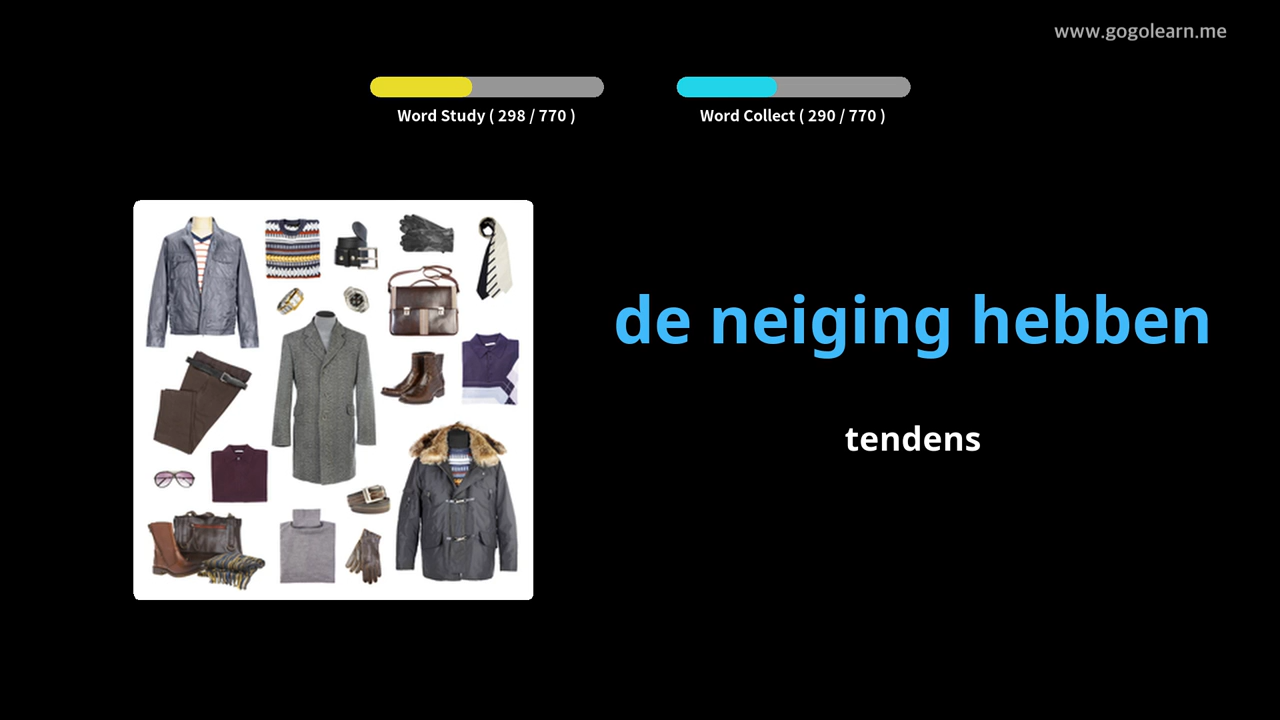 www.gogolearn.me
Word Study ( 298 / 770 )
Word Collect ( 290 / 770 )
de neiging hebben
tendens